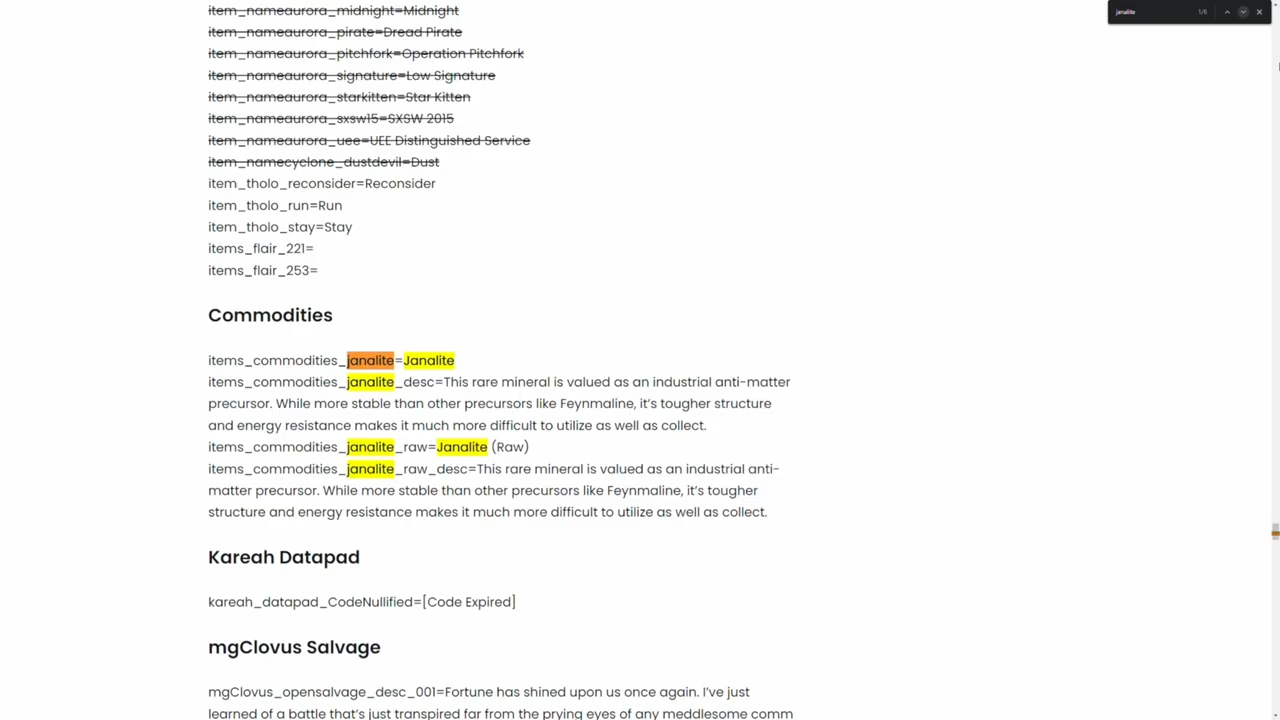 item_nameaurora_midnight=Midnight
janalite 1/6
item_nameaurora_pirate=Dread Pirate
item_nameaurora_pitchfork=Operation Pitchfork
item_nameaurora_signature=Low Signature
item_nameaurora_starkitten=Star Kitten
item_nameaurora_sxsw15=SXSW 2015
item_nameaurora_uee=UEE Distinguished Service
item_namecyclone_dustdevil=Dust
item_tholo_reconsider=Reconsider
item_tholo_run=Run
item_tholo_stay=Stay
items_flair_221=
items_flair_253=
Commodities
items_commodities_janalite=Janalite
items_commodities_janalite_desc=This rare mineral is valued as an industrial anti-matter
precursor. While more stable than other precursors like Feynmaline, it’s tougher structure
and energy resistance makes it much more difficult to utilize as well as collect.
items_commodities_janalite_raw=Janalite (Raw)
items_commodities_janalite_raw_desc=This rare mineral is valued as an industrial anti-
matter precursor. While more stable than other precursors like Feynmaline, it’s tougher
structure and energy resistance makes it much more difficult to utilize as well as collect.
Kareah Datapad
kareah_datapad_CodeNullified=[Code Expired]
mgClovus Salvage
mgClovus_opensalvage_desc_001=Fortune has shined upon us once again. I’ve just
learned of a battle that’s just transpired far from the prying eyes of any meddlesome comm